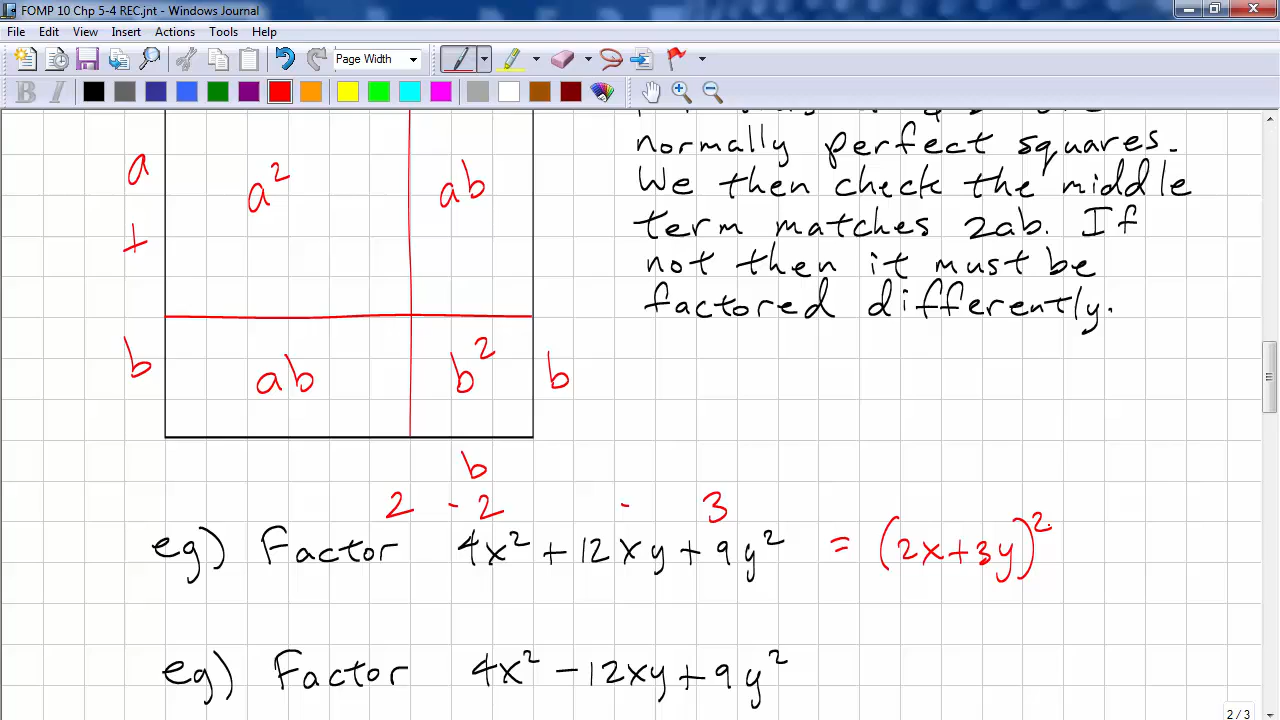 FOMP 10 Chp 5-4 REC.jnt - Windows Journal
File Edit View Insert Actions Tools Help
Page Width
B I
normally perfect squares.
a a² ab We then check the middle
+ term matches 2ab. If
not then it must be
factored differently.
b ab b² b
b
2 · 2 · 3
eg) Factor 4x² + 12xy + 9y² = (2x+3y)²
eg) Factor 4x² - 12xy + 9y²
2 / 3